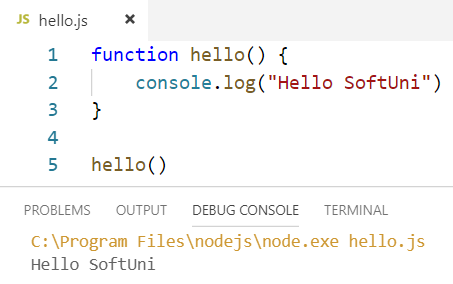 JS hello.js ×
1 function hello() {
2     console.log("Hello SoftUni")
3 }
4
5 hello()
PROBLEMS OUTPUT DEBUG CONSOLE TERMINAL
C:\Program Files\nodejs\node.exe hello.js
Hello SoftUni